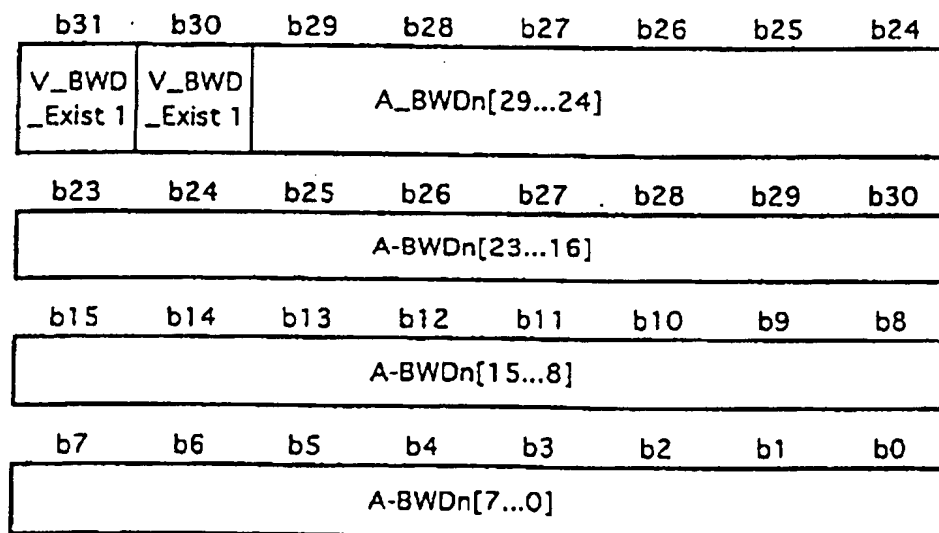 b31 b30 b29 b28 b27 b26 b25 b24
V_BWD V_BWD A_BWDn[29...24]
_Exist 1 _Exist 1
b23 b24 b25 b26 b27 b28 b29 b30
A-BWDn[23...16]
b15 b14 b13 b12 b11 b10 b9 b8
A-BWDn[15...8]
b7 b6 b5 b4 b3 b2 b1 b0
A-BWDn[7...0]